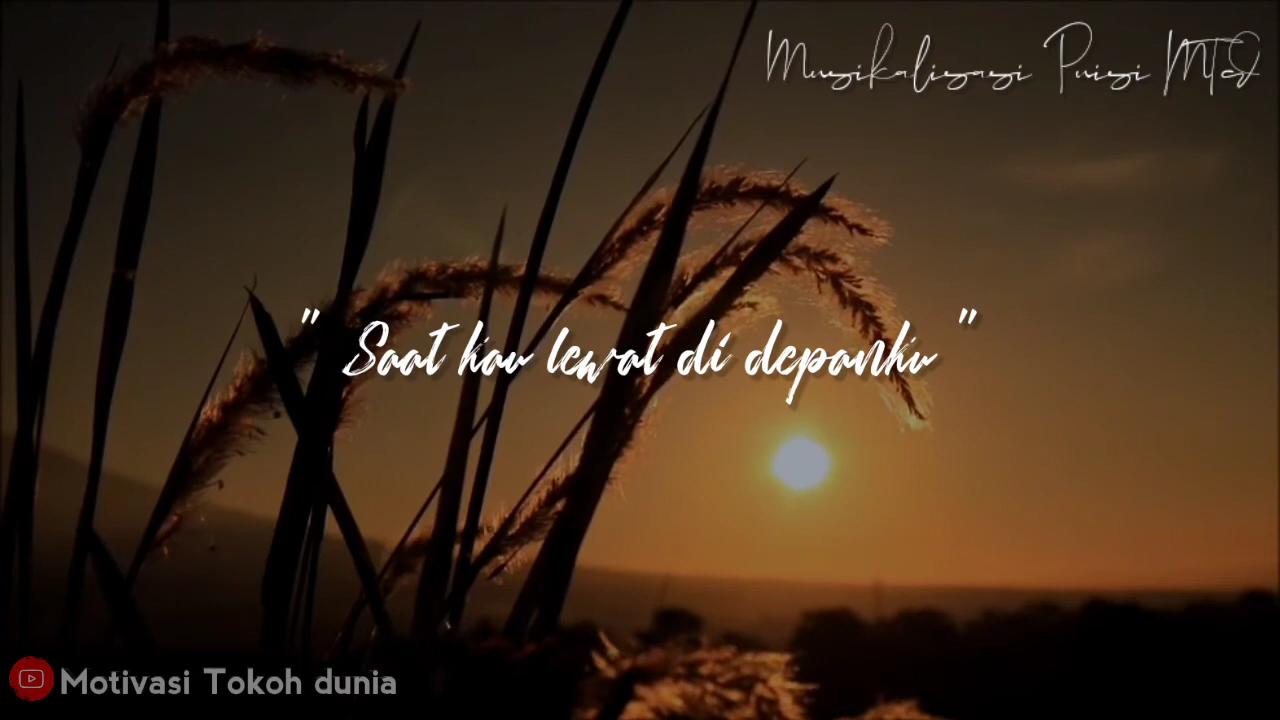 Musikalisasi Puisi MTd
" Saat kau lewat di depanku "
Motivasi Tokoh dunia